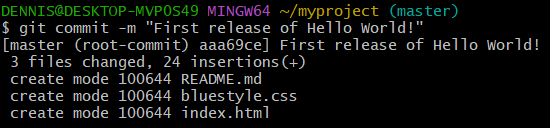 DENNIS@DESKTOP-MVPOS49 MINGW64 ~/myproject (master)
$ git commit -m "First release of Hello World!"
[master (root-commit) aaa69ce] First release of Hello World!
 3 files changed, 24 insertions(+)
 create mode 100644 README.md
 create mode 100644 bluestyle.css
 create mode 100644 index.html